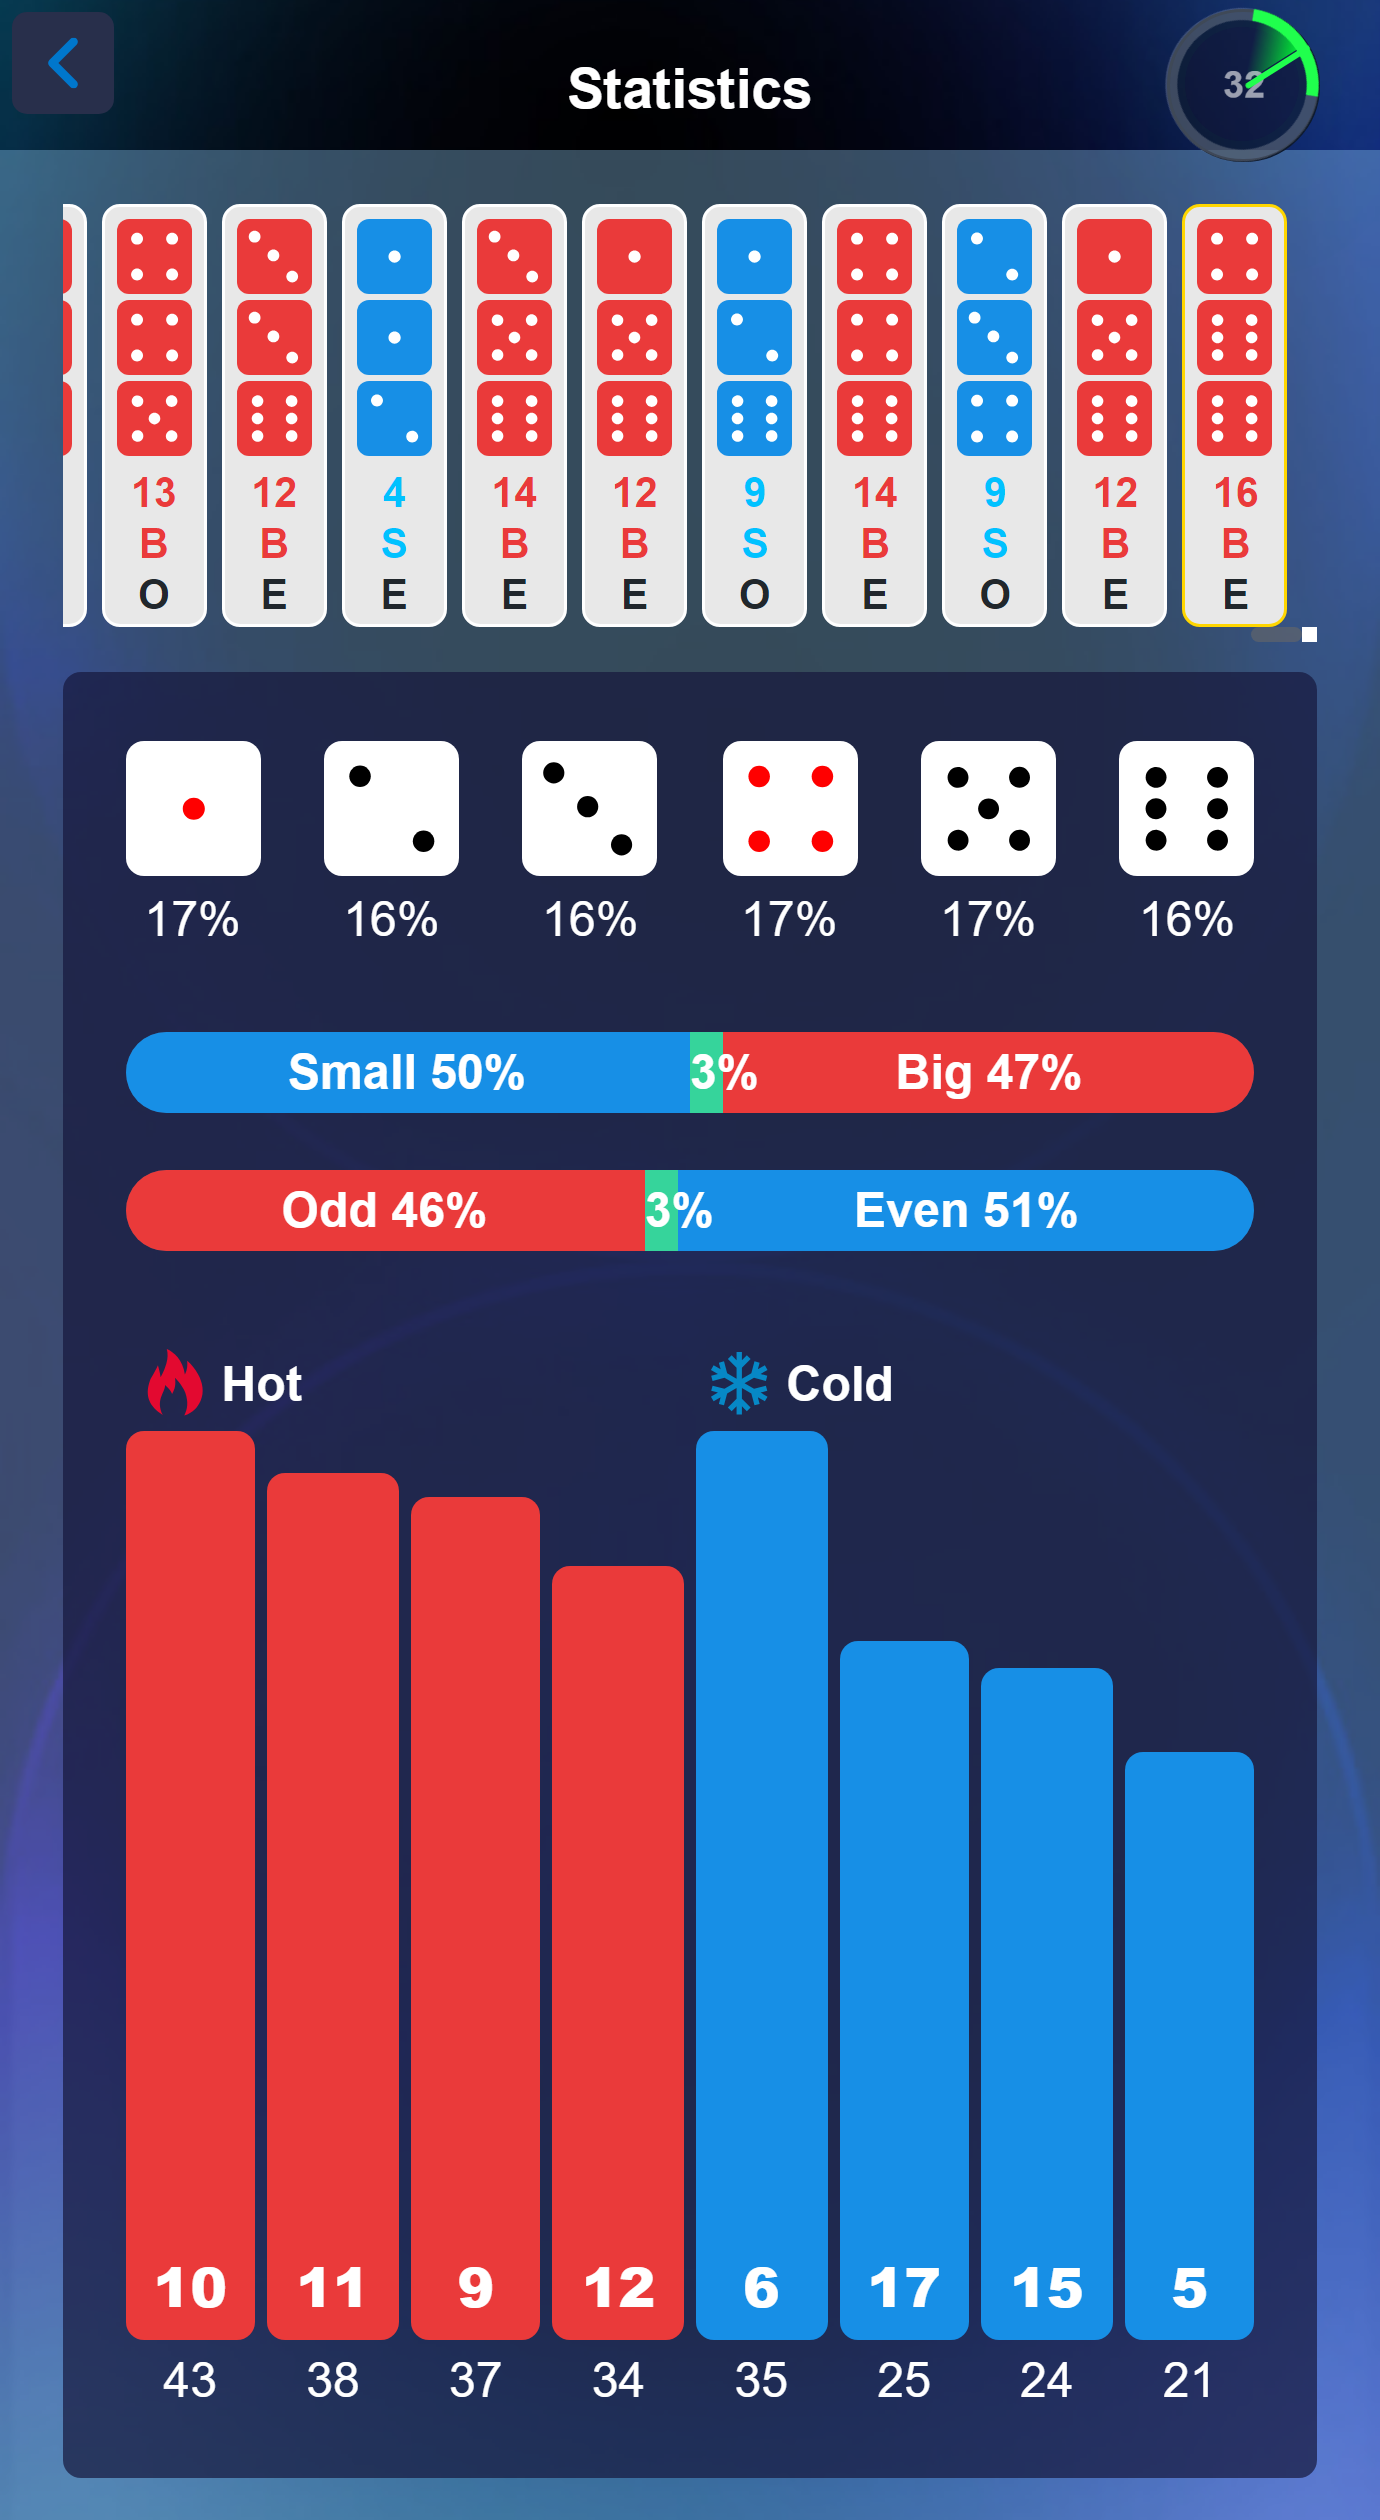 Statistics
32
13 12 4 14 12 9 14 9 12 16
B B S B B S B S B B
O E E E E O E O E E
17% 16% 16% 17% 17% 16%
Small 50% 3% Big 47%
Odd 46% 3% Even 51%
Hot Cold
10 11 9 12 6 17 15 5
43 38 37 34 35 25 24 21